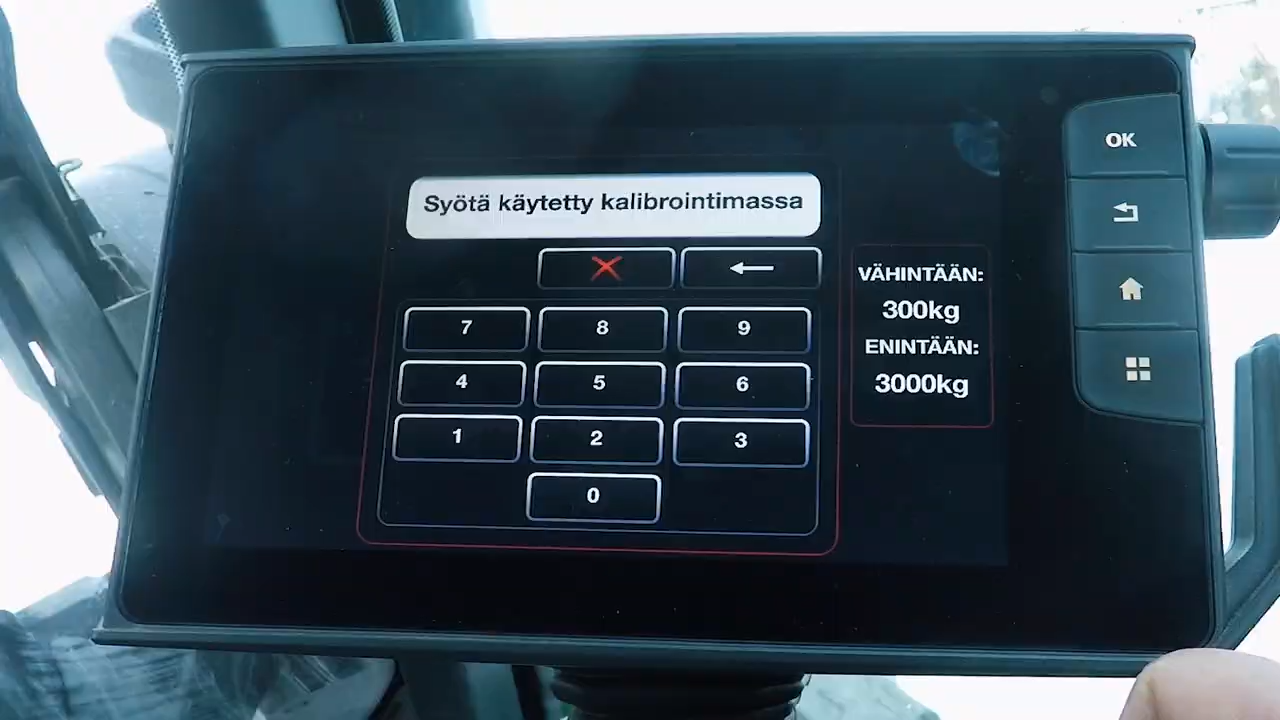 Syötä käytetty kalibrointimassa
7 8 9
4 5 6
1 2 3
0
VÄHINTÄÄN:
300kg
ENINTÄÄN:
3000kg
OK